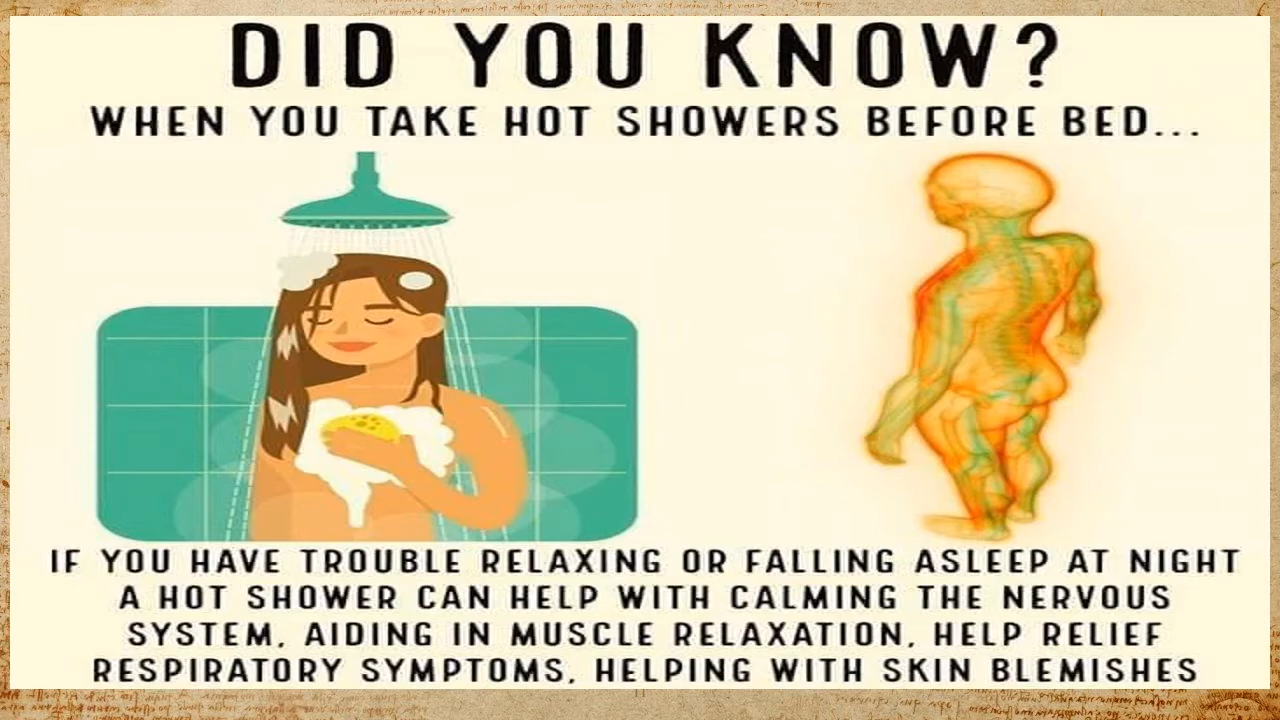 DID YOU KNOW?
WHEN YOU TAKE HOT SHOWERS BEFORE BED...
IF YOU HAVE TROUBLE RELAXING OR FALLING ASLEEP AT NIGHT
A HOT SHOWER CAN HELP WITH CALMING THE NERVOUS
SYSTEM, AIDING IN MUSCLE RELAXATION, HELP RELIEF
RESPIRATORY SYMPTOMS, HELPING WITH SKIN BLEMISHES